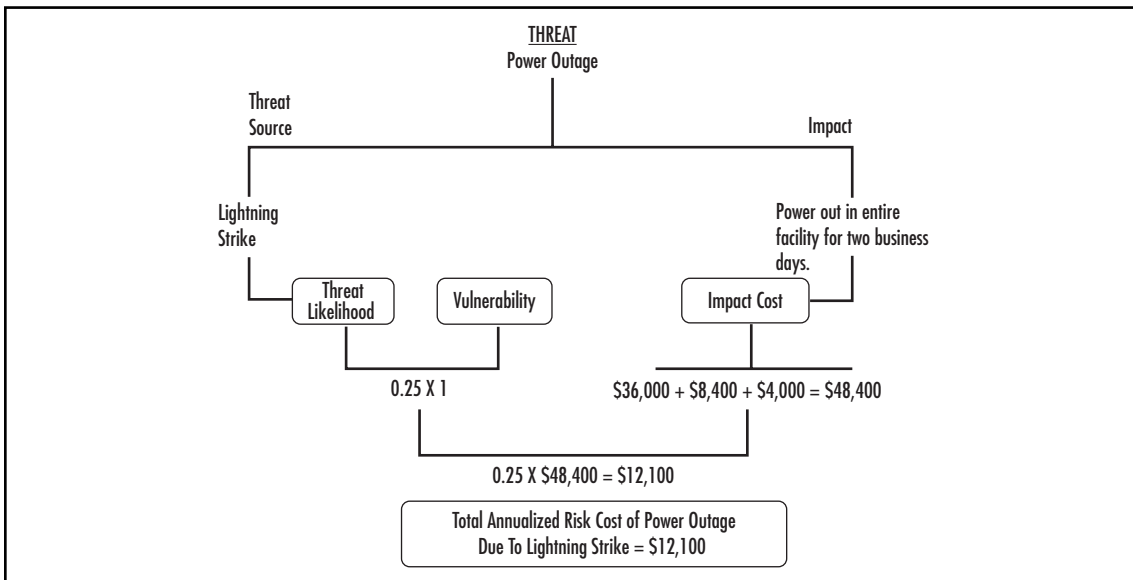 THREAT
Power Outage
Threat
Source
Impact
Lightning
Strike
Power out in entire
facility for two business
days.
Threat
Likelihood
Vulnerability
Impact Cost
0.25 X 1
$36,000 + $8,400 + $4,000 = $48,400
0.25 X $48,400 = $12,100
Total Annualized Risk Cost of Power Outage
Due To Lightning Strike = $12,100